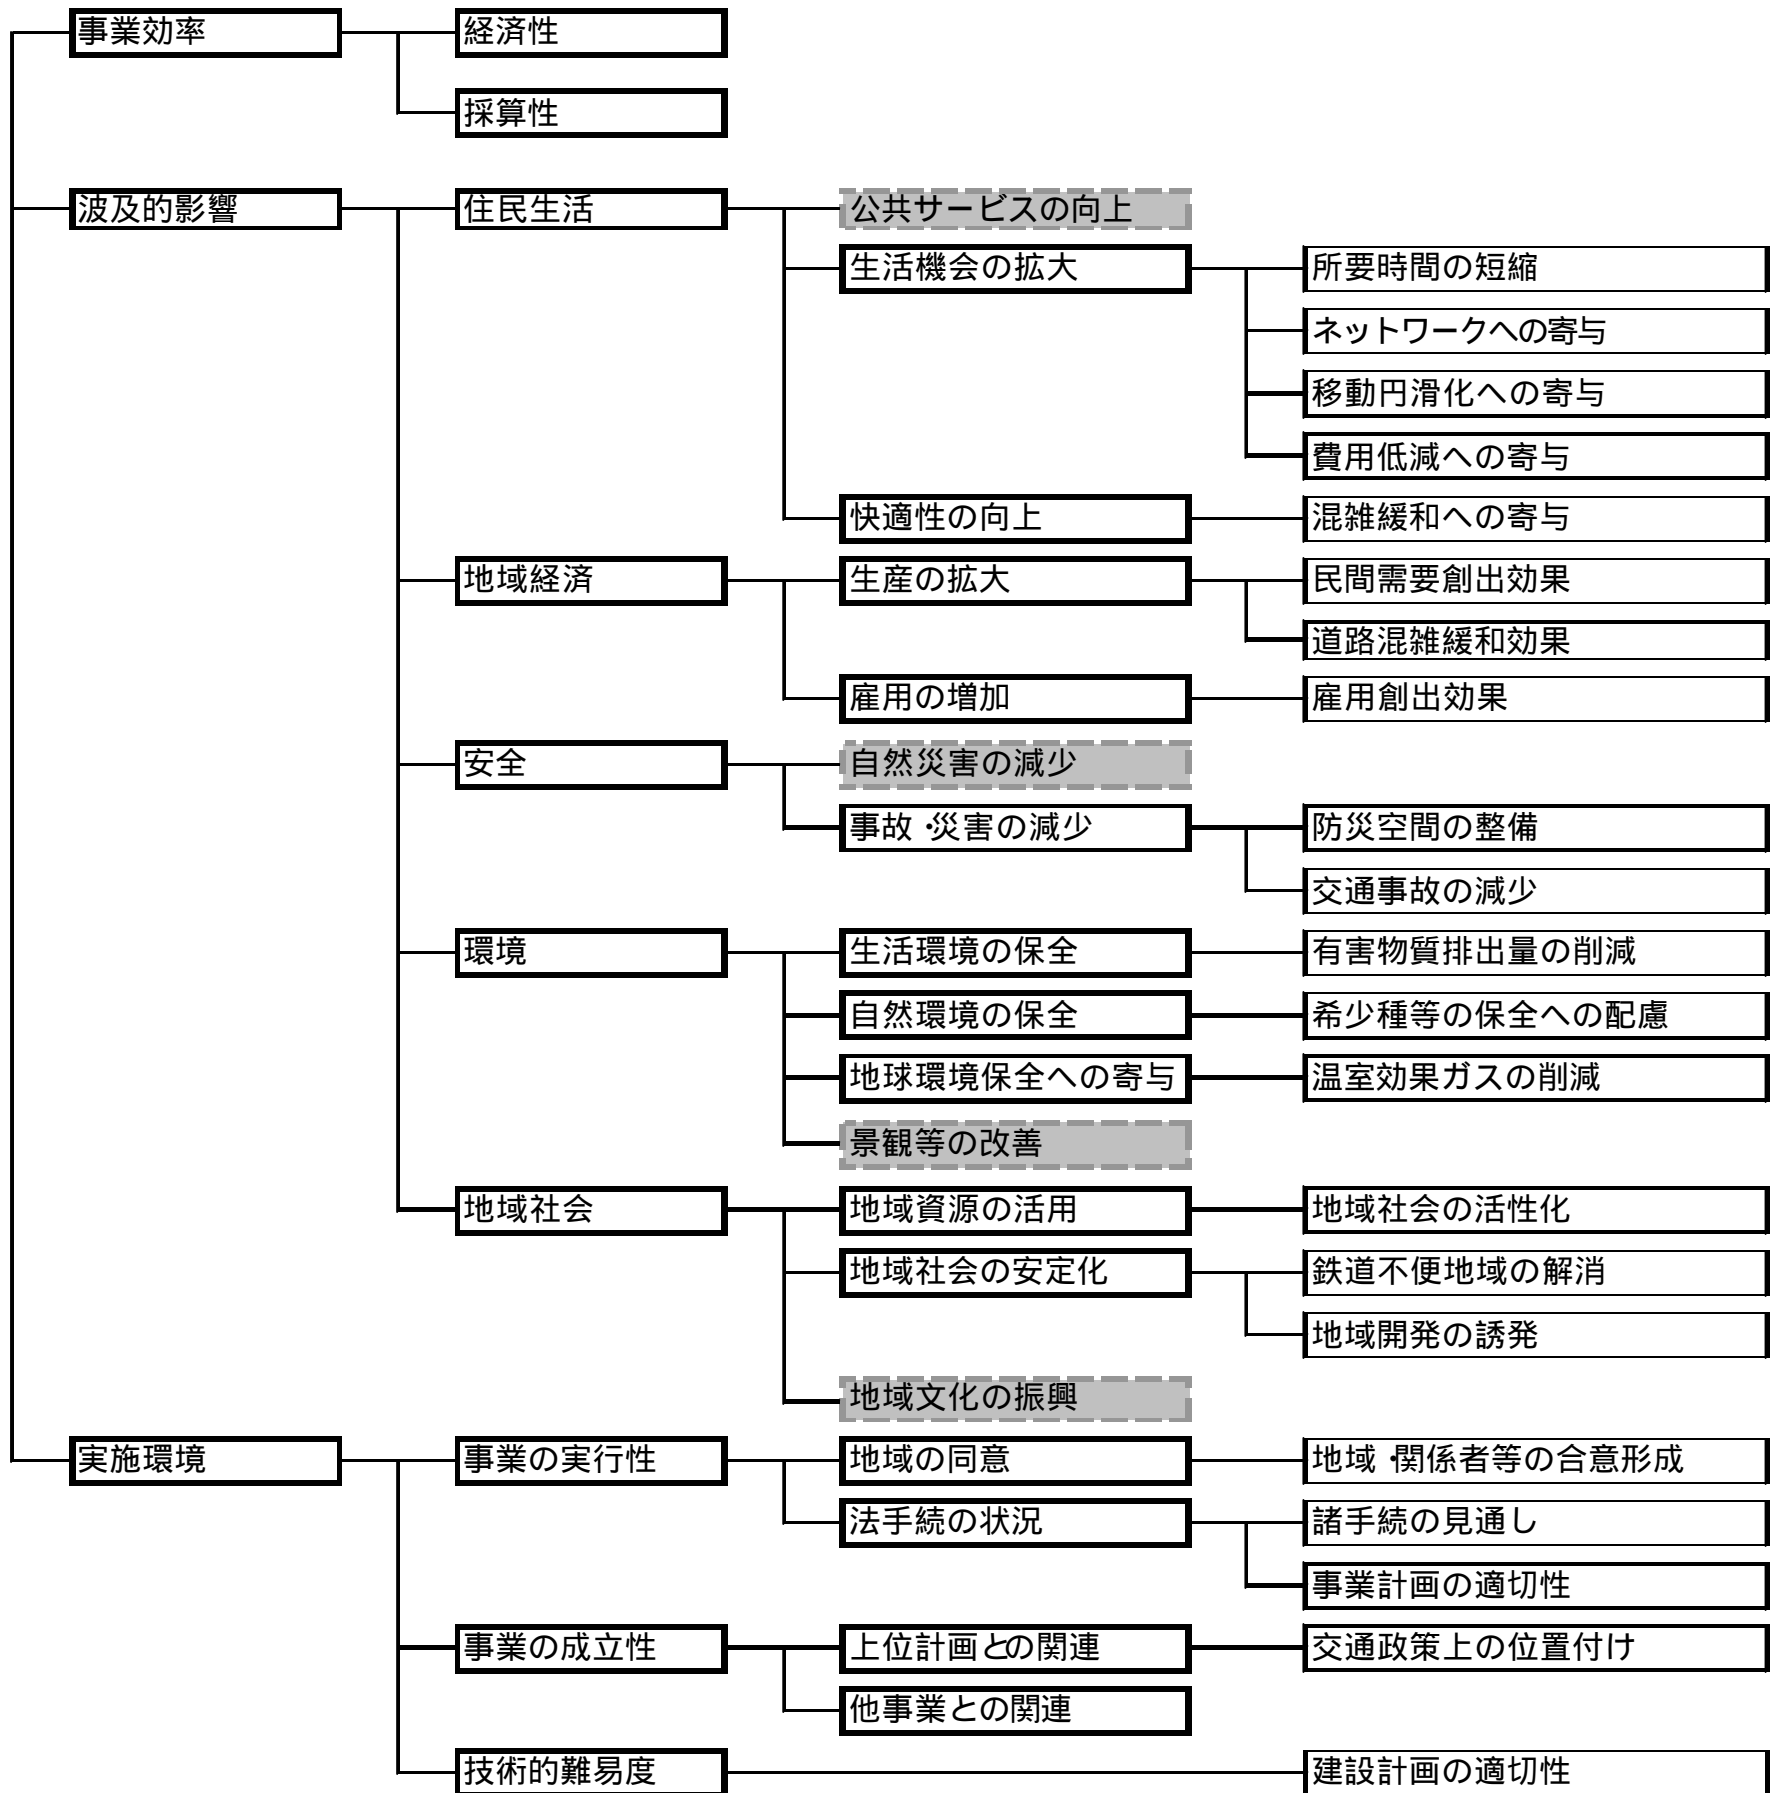 事業効率 経済性
採算性
波及的影響 住民生活 公共サービスの向上
生活機会の拡大 所要時間の短縮
ネットワークへの寄与
移動円滑化への寄与
費用低減への寄与
快適性の向上 混雑緩和への寄与
地域経済 生産の拡大 民間需要創出効果
道路混雑緩和効果
雇用の増加 雇用創出効果
安全 自然災害の減少
事故・災害の減少 防災空間の整備
交通事故の減少
環境 生活環境の保全 有害物質排出量の削減
自然環境の保全 希少種等の保全への配慮
地球環境保全への寄与 温室効果ガスの削減
景観等の改善
地域社会 地域資源の活用 地域社会の活性化
地域社会の安定化 鉄道不便地域の解消
地域開発の誘発
地域文化の振興
実施環境 事業の実行性 地域の同意 地域・関係者等の合意形成
法手続の状況 諸手続の見通し
事業計画の適切性
事業の成立性 上位計画との関連 交通政策上の位置付け
他事業との関連
技術的難易度 建設計画の適切性